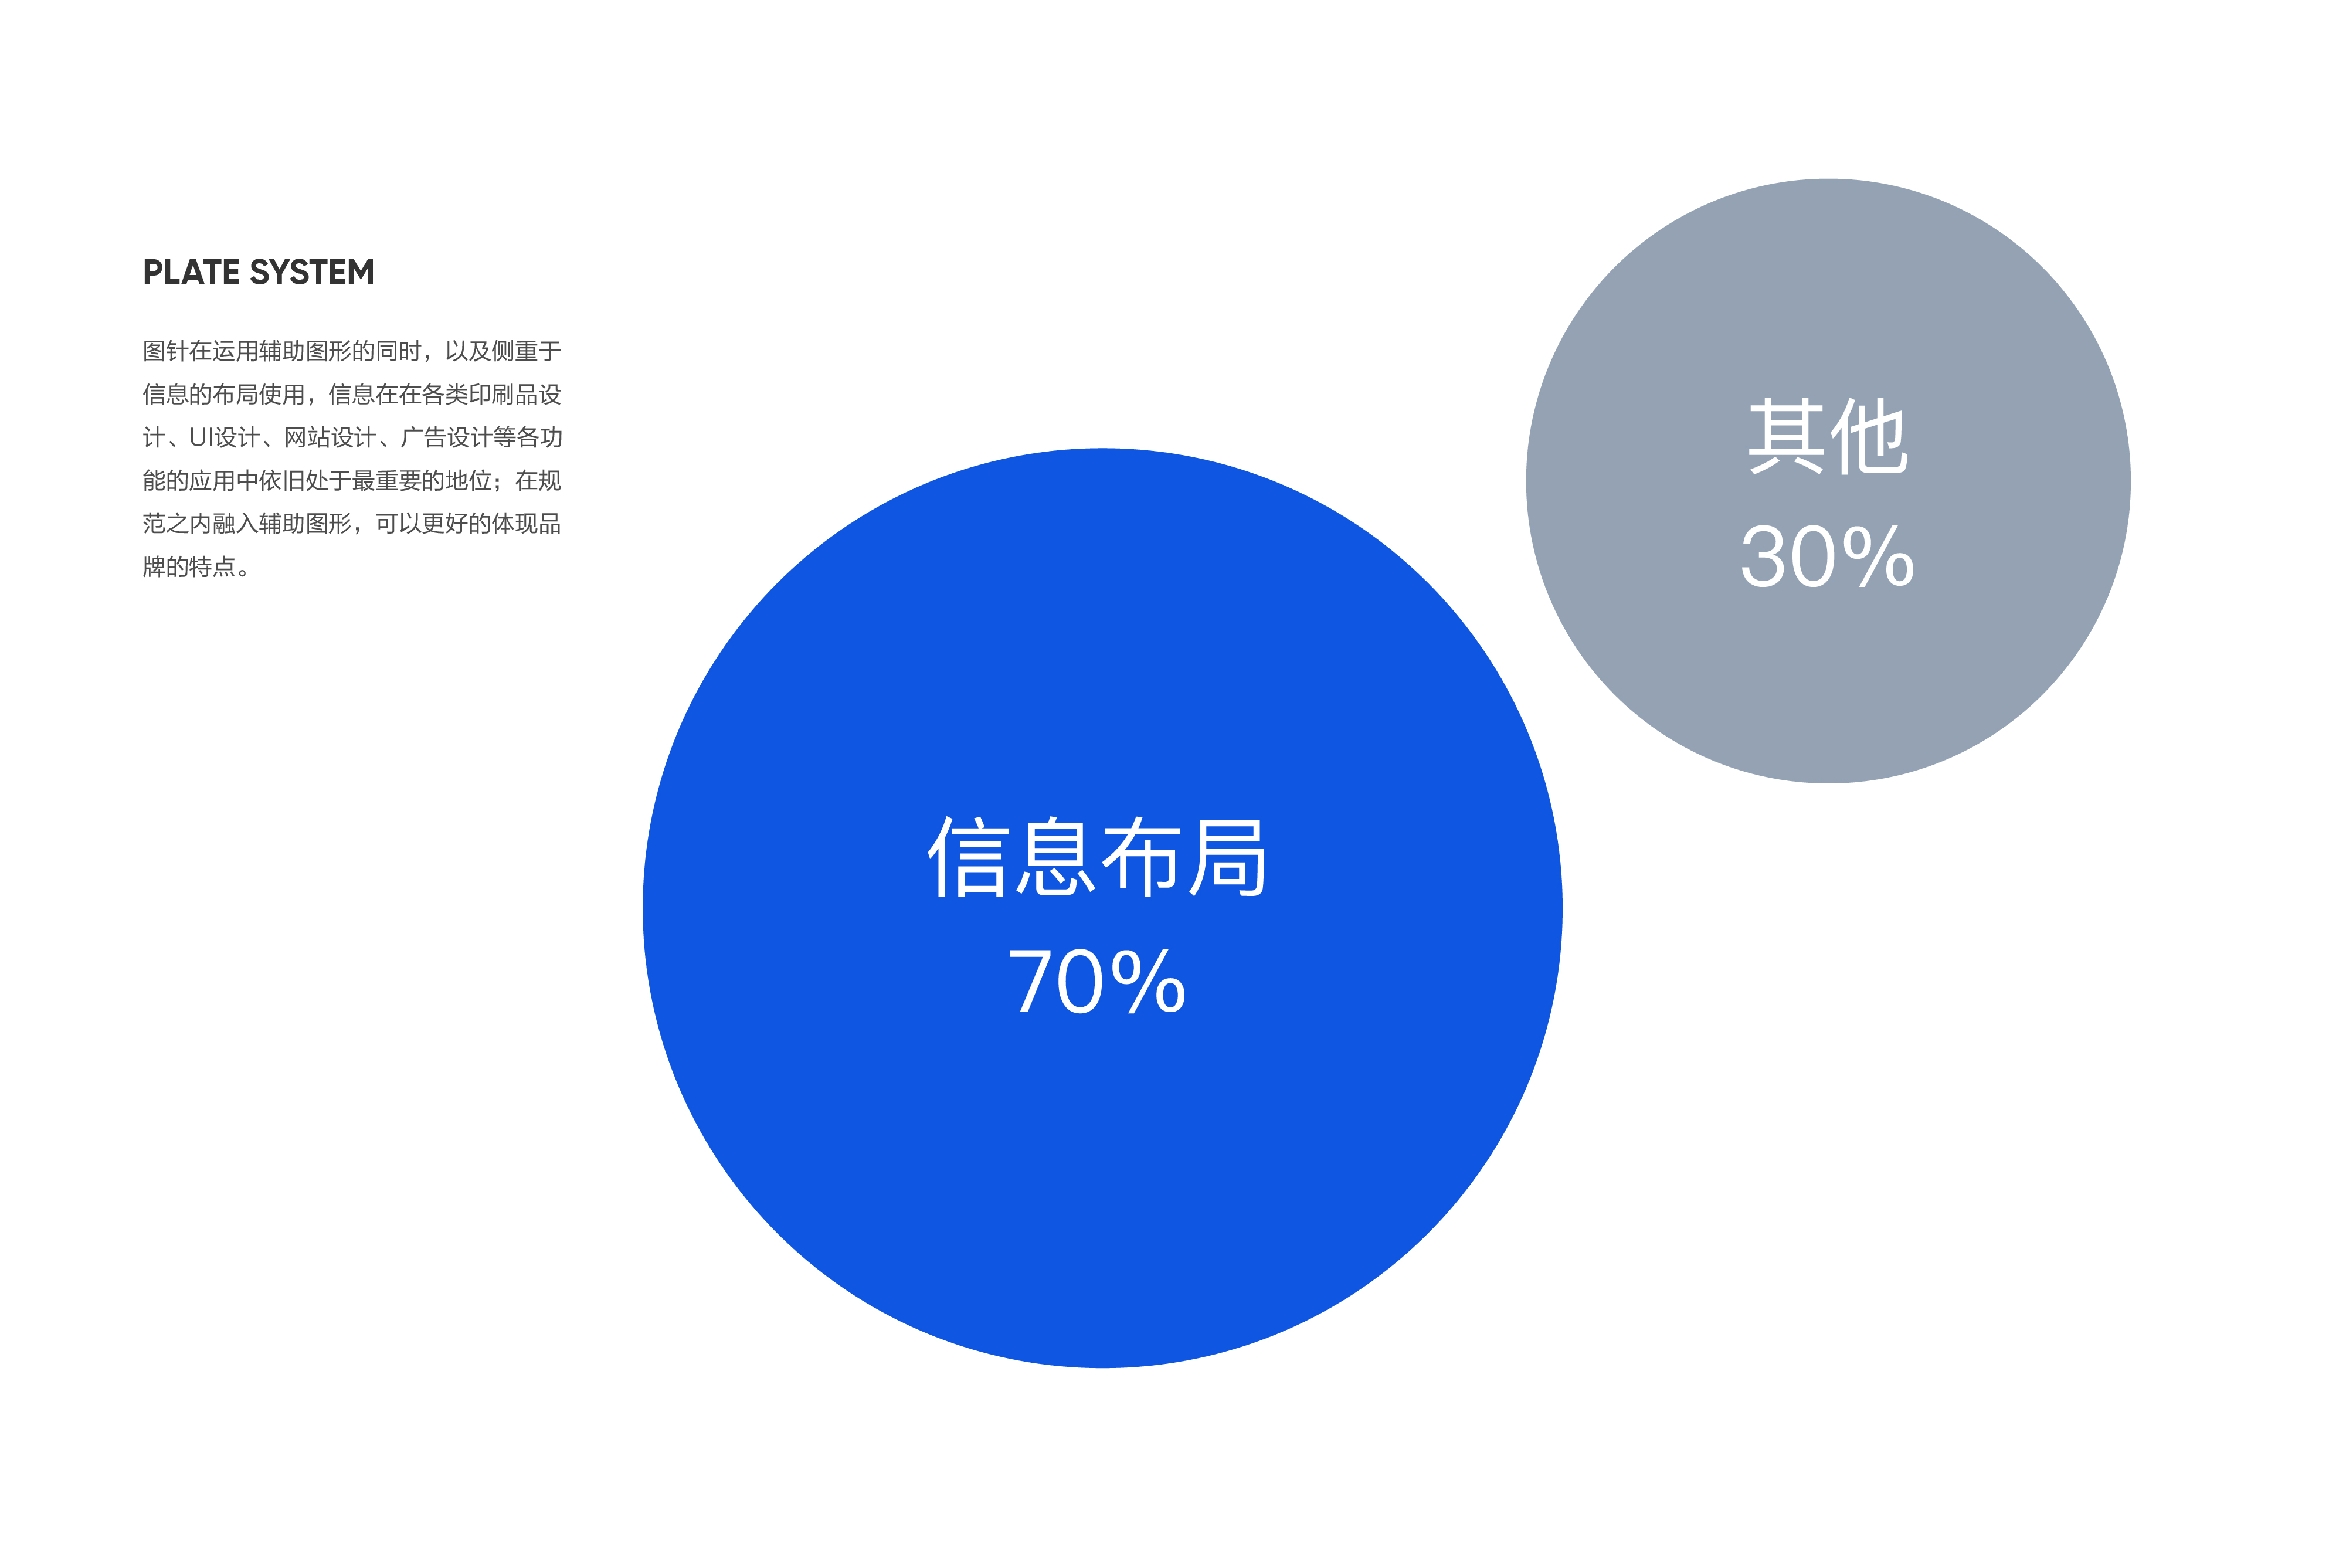 PLATE SYSTEM
图针在运用辅助图形的同时，以及侧重于
信息的布局使用，信息在在各类印刷品设
计、UI设计、网站设计、广告设计等各功
能的应用中依旧处于最重要的地位；在规
范之内融入辅助图形，可以更好的体现品
牌的特点。
其他
30%
信息布局
70%